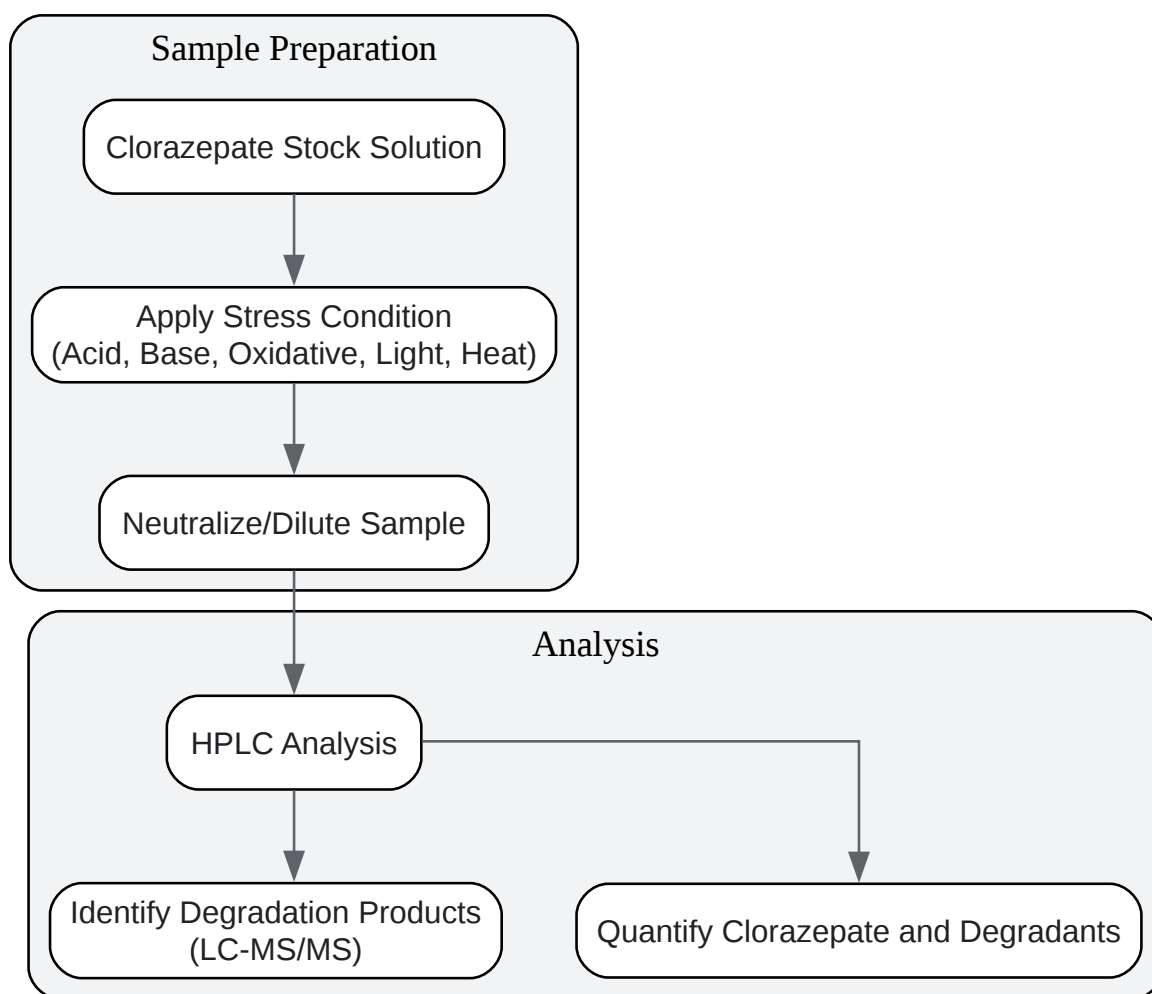 Sample Preparation
Clorazepate Stock Solution
Apply Stress Condition
(Acid, Base, Oxidative, Light, Heat)
Neutralize/Dilute Sample
Analysis
HPLC Analysis
Identify Degradation Products
(LC-MS/MS)
Quantify Clorazepate and Degradants